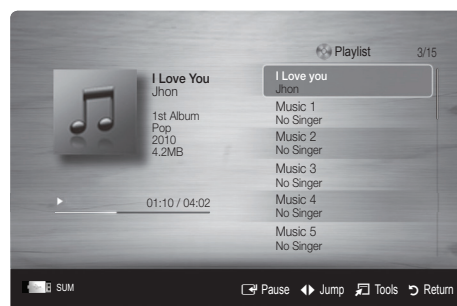 Playlist 3/15
I Love You
Jhon
1st Album
Pop
2010
4.2MB
01:10 / 04:02
I Love you
Jhon
Music 1
No Singer
Music 2
No Singer
Music 3
No Singer
Music 4
No Singer
Music 5
No Singer
SUM Pause Jump Tools Return